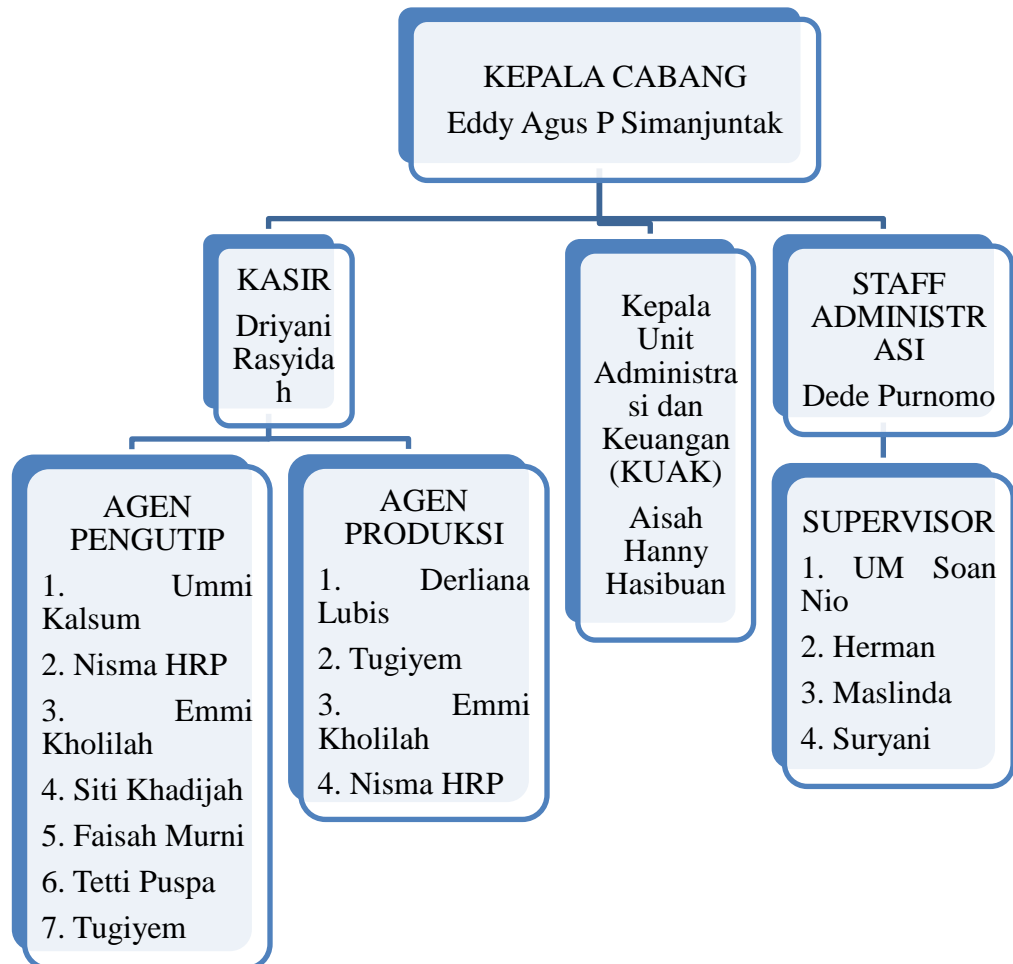 KEPALA CABANG
Eddy Agus P Simanjuntak
KASIR
Driyani
Rasyida
h
Kepala
Unit
Administra
si dan
Keuangan
(KUAK)
Aisah
Hanny
Hasibuan
STAFF
ADMINISTR
ASI
Dede Purnomo
AGEN
PENGUTIP
1. Ummi
Kalsum
2. Nisma HRP
3. Emmi
Kholilah
4. Siti Khadijah
5. Faisah Murni
6. Tetti Puspa
7. Tugiyem
AGEN
PRODUKSI
1. Derliana
Lubis
2. Tugiyem
3. Emmi
Kholilah
4. Nisma HRP
SUPERVISOR
1. UM Soan
Nio
2. Herman
3. Maslinda
4. Suryani